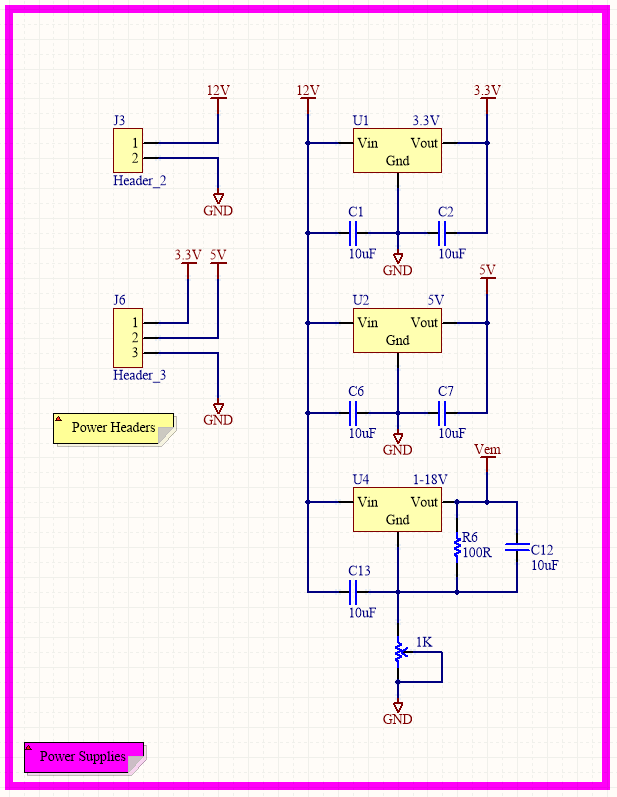 12V
J3
1
2
Header_2
GND
3.3V 5V
J6
1
2
3
Header_3
GND
Power Headers
12V
3.3V
U1 3.3V
Vin Vout
Gnd
C1 C2
10uF 10uF
GND
5V
U2 5V
Vin Vout
Gnd
C6 C7
10uF 10uF
GND
Vem
U4 1-18V
Vin Vout
Gnd
R6
100R
C12
10uF
C13
10uF
1K
GND
Power Supplies